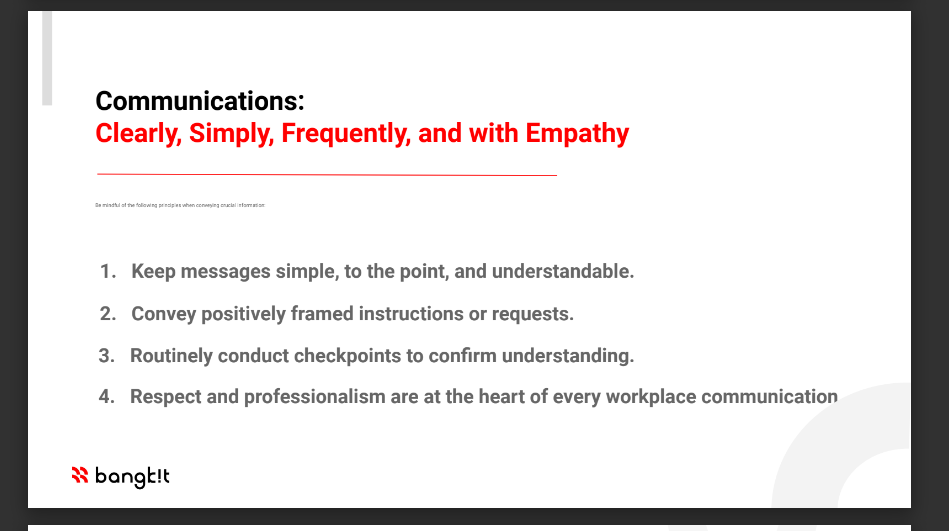 Communications:
Clearly, Simply, Frequently, and with Empathy
Be mindful of the following principles when conveying crucial information
1. Keep messages simple, to the point, and understandable.
2. Convey positively framed instructions or requests.
3. Routinely conduct checkpoints to confirm understanding.
4. Respect and professionalism are at the heart of every workplace communication
bangk!t